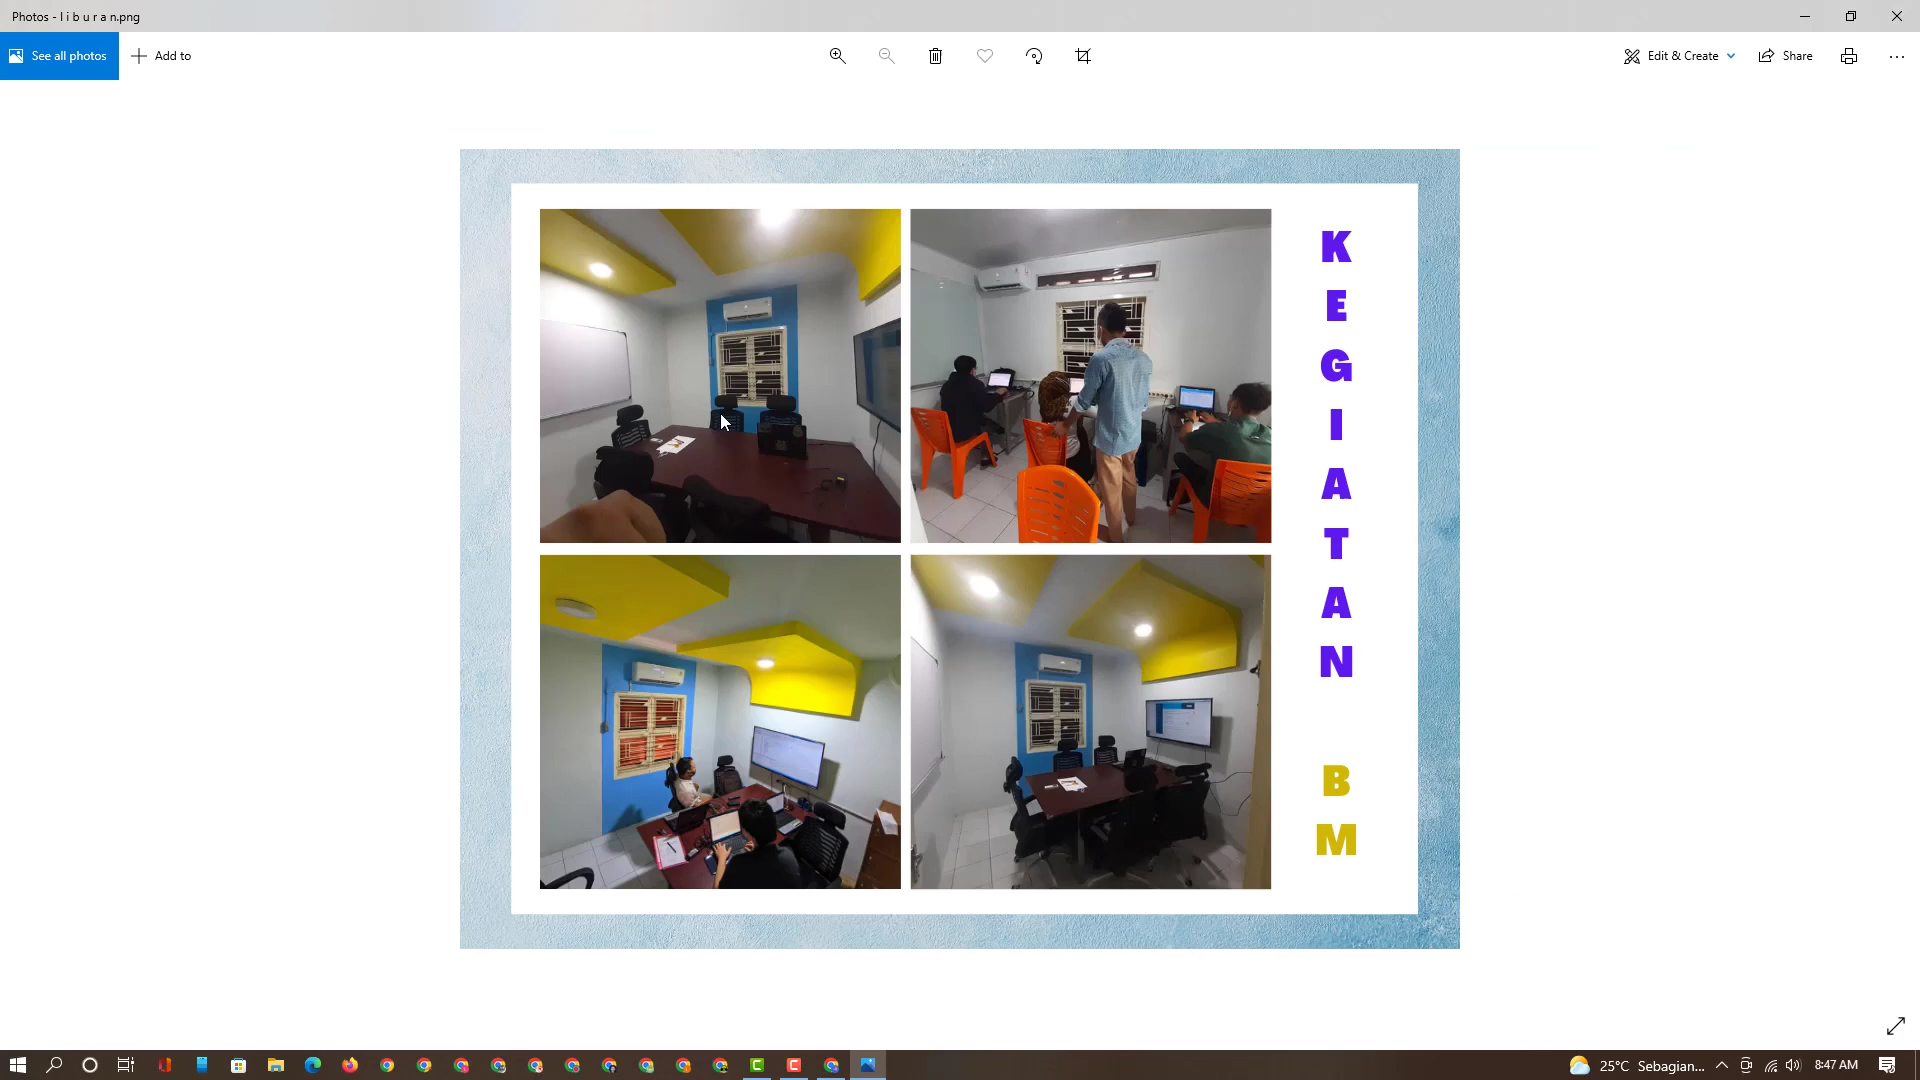 Photos - l i b u r a n.png
See all photos
Add to
Edit & Create
Share
K
E
G
I
A
T
A
N
B
M
25°C Sebagian...
8:47 AM